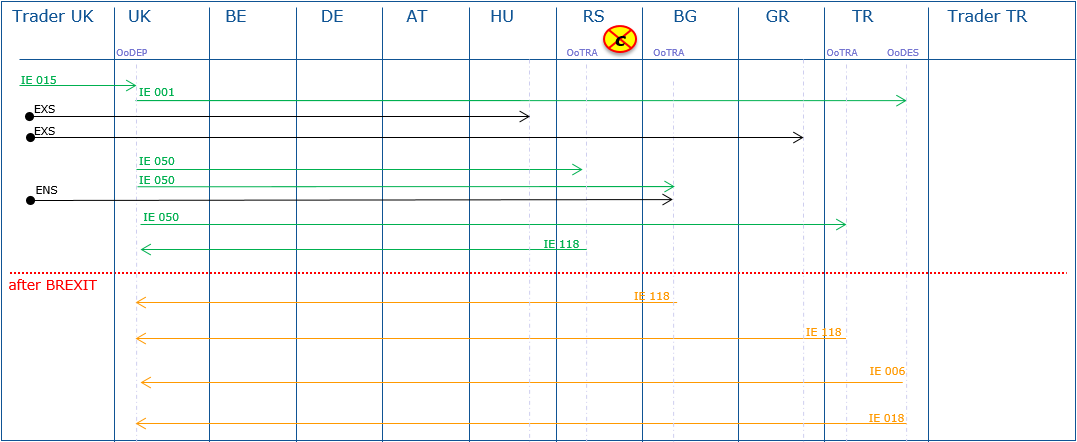 Trader UK UK BE DE AT HU RS BG GR TR Trader TR
C
OoDEP OoTRA OoTRA OoTRA OoDES
IE 015
IE 001
EXS
EXS
IE 050
IE 050
ENS
IE 050
IE 118
after BREXIT
IE 118
IE 118
IE 006
IE 018